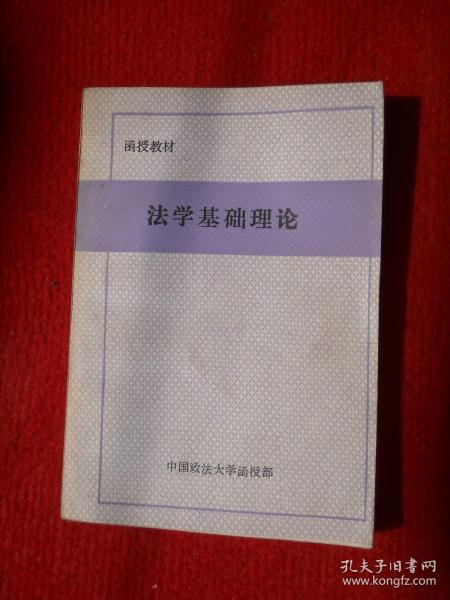 函授教材
法学基础理论
中国政法大学函授部
孔夫子旧书网
www.kongfz.com